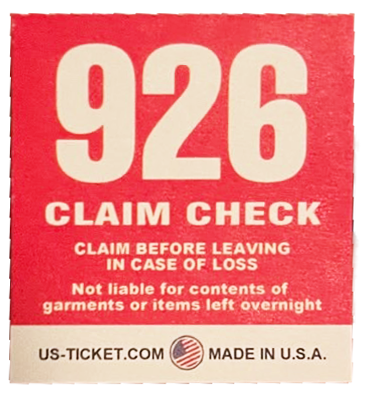 926
CLAIM CHECK
CLAIM BEFORE LEAVING
IN CASE OF LOSS
Not liable for contents of
garments or items left overnight
US-TICKET.COM MADE IN U.S.A.